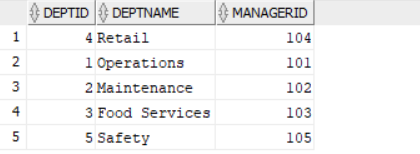 DEPTID DEPTNAME MANAGERID
1 4 Retail 104
2 1 Operations 101
3 2 Maintenance 102
4 3 Food Services 103
5 5 Safety 105